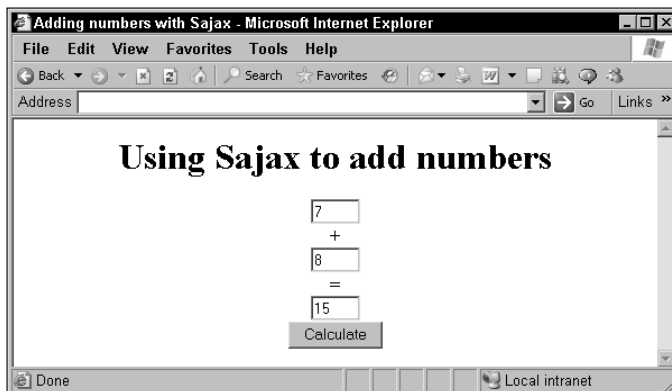 Adding numbers with Sajax - Microsoft Internet Explorer
File Edit View Favorites Tools Help
Back Search Favorites
Address Go Links »
Using Sajax to add numbers
7
+
8
=
15
Calculate
Done Local intranet